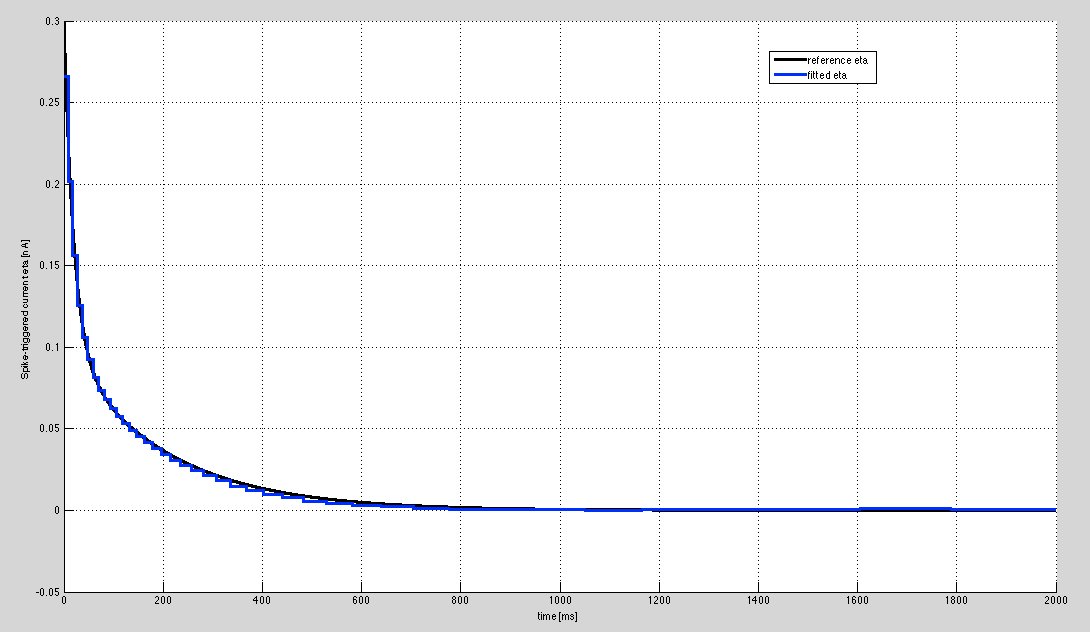 0.3
0.25
0.2
0.15
0.1
0.05
0
-0.05
Spike-triggered current eta [nA]
reference eta
fitted eta
0 200 400 600 800 1000 1200 1400 1600 1800 2000
time [ms]